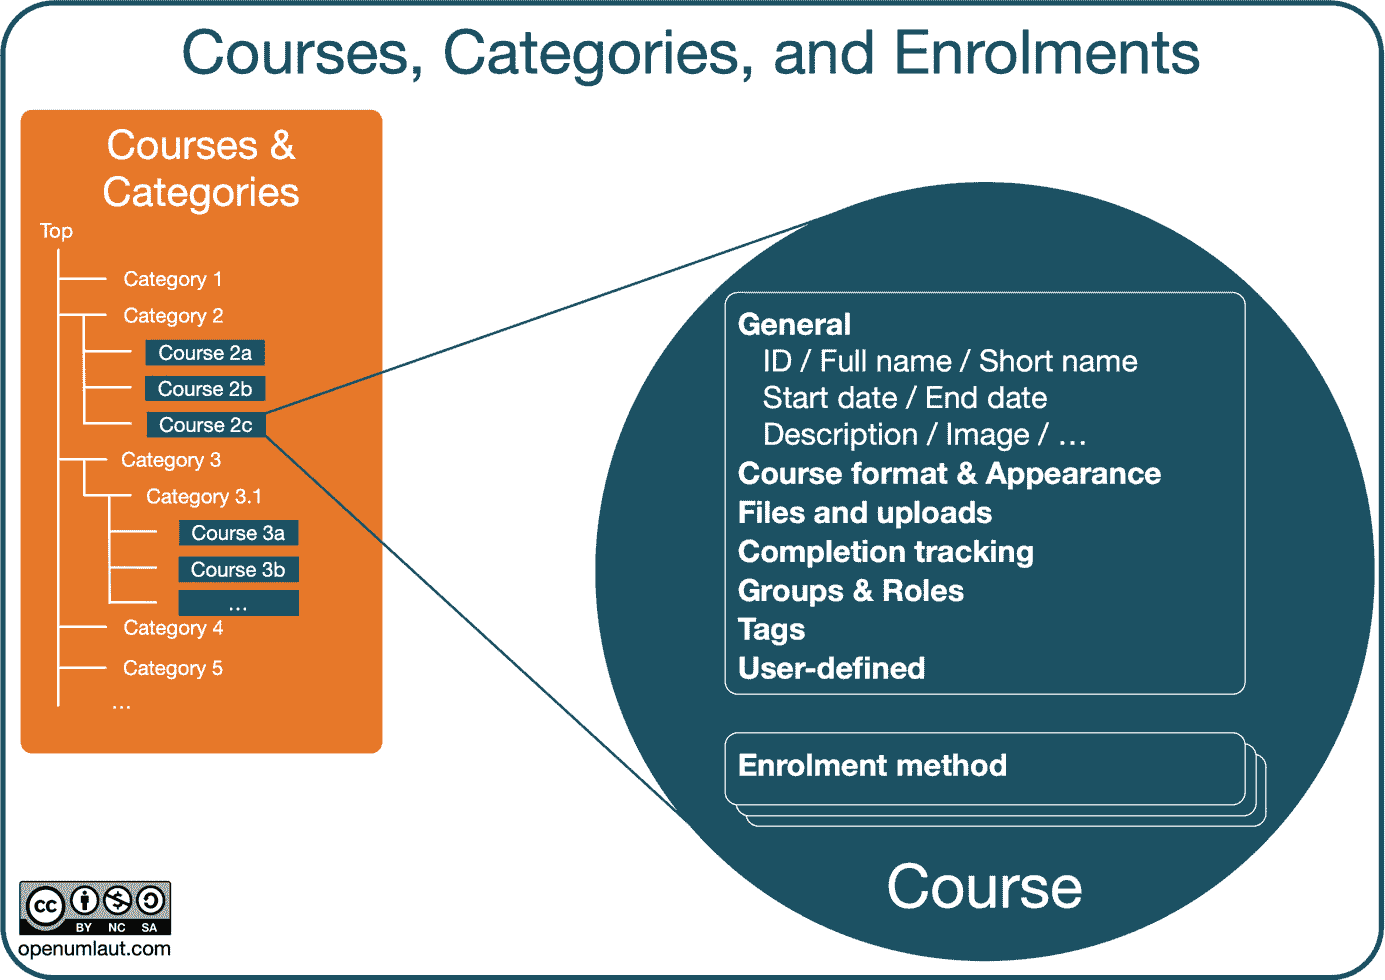 Courses, Categories, and Enrolments
Courses &
Categories
Top
Category 1
Category 2
Course 2a
Course 2b
Course 2c
Category 3
Category 3.1
Course 3a
Course 3b
...
Category 4
Category 5
...
General
ID / Full name / Short name
Start date / End date
Description / Image / ...
Course format & Appearance
Files and uploads
Completion tracking
Groups & Roles
Tags
User-defined
Enrolment method
Course
cc
BY NC SA
openumlaut.com